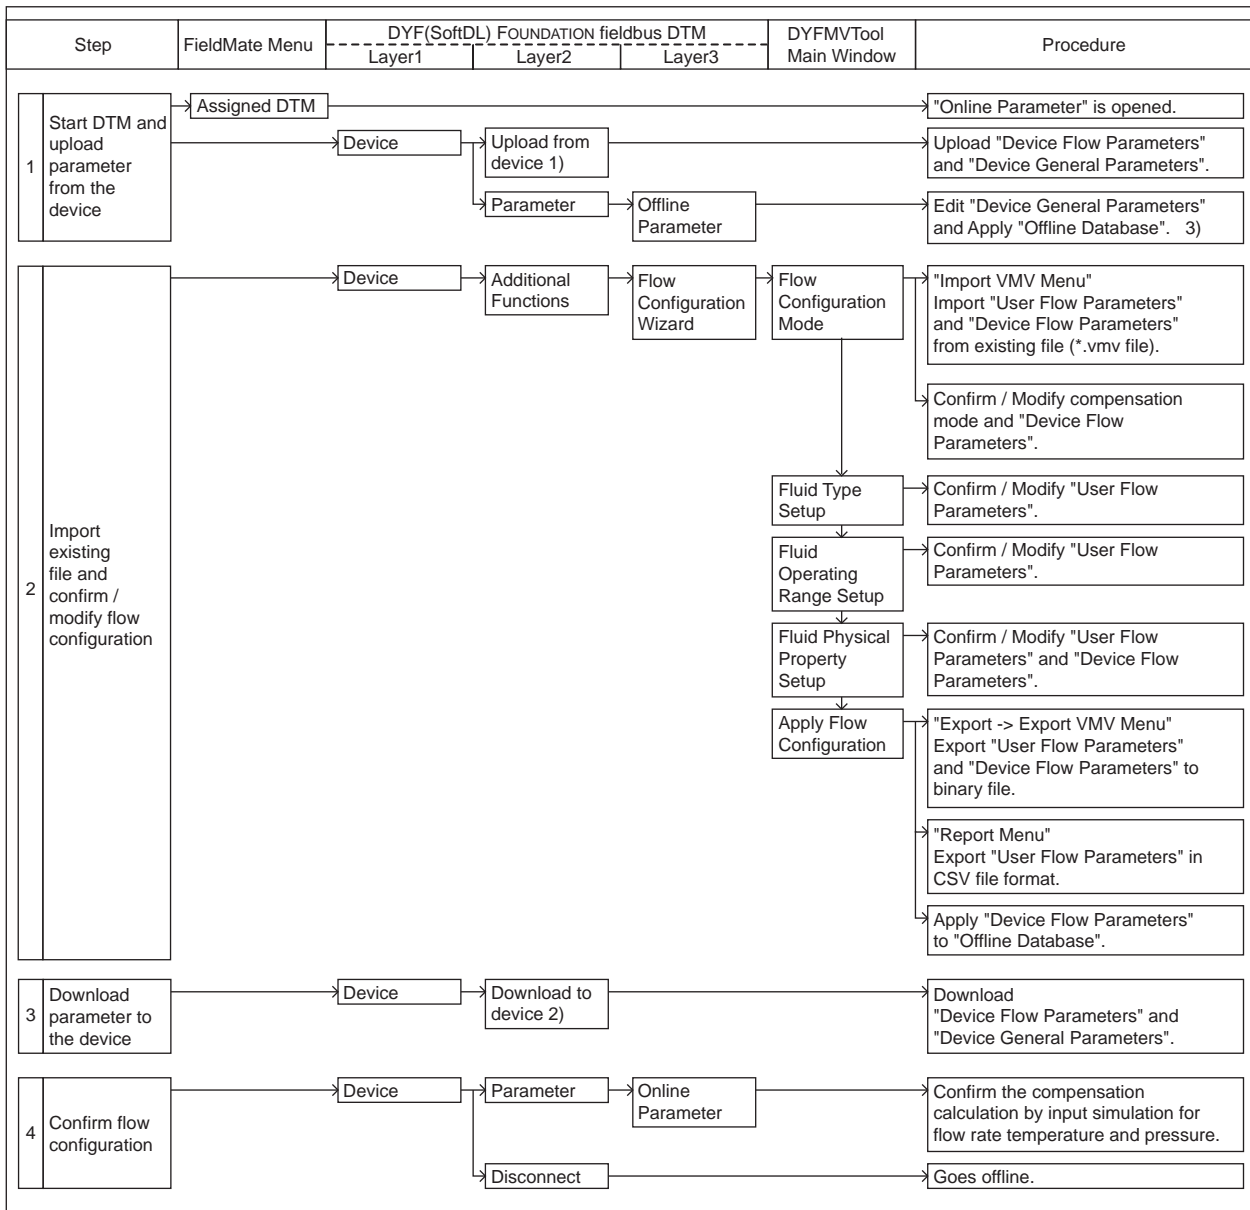 Step
FieldMate Menu
DYF(SoftDL) FOUNDATION fieldbus DTM
Layer1
Layer2
Layer3
DYFMVTool
Main Window
Procedure
1
Start DTM and
upload
parameter
from the
device
Assigned DTM
"Online Parameter" is opened.
Device
Upload from
device 1)
Upload "Device Flow Parameters"
and "Device General Parameters".
Parameter
Offline
Parameter
Edit "Device General Parameters"
and Apply "Offline Database". 3)
2
Import
existing
file and
confirm /
modify flow
configuration
Device
Additional
Functions
Flow
Configuration
Wizard
Flow
Configuration
Mode
"Import VMV Menu"
Import "User Flow Parameters"
and "Device Flow Parameters"
from existing file (*.vmv file).
Confirm / Modify compensation
mode and "Device Flow
Parameters".
Fluid Type
Setup
Confirm / Modify "User Flow
Parameters".
Fluid
Operating
Range Setup
Confirm / Modify "User Flow
Parameters".
Fluid Physical
Property
Setup
Confirm / Modify "User Flow
Parameters" and "Device Flow
Parameters".
Apply Flow
Configuration
"Export -> Export VMV Menu"
Export "User Flow Parameters"
and "Device Flow Parameters" to
binary file.
"Report Menu"
Export "User Flow Parameters" in
CSV file format.
Apply "Device Flow Parameters"
to "Offline Database".
3
Download
parameter to
the device
Device
Download to
device 2)
Download
"Device Flow Parameters" and
"Device General Parameters".
4
Confirm flow
configuration
Device
Parameter
Online
Parameter
Confirm the compensation
calculation by input simulation for
flow rate temperature and pressure.
Disconnect
Goes offline.